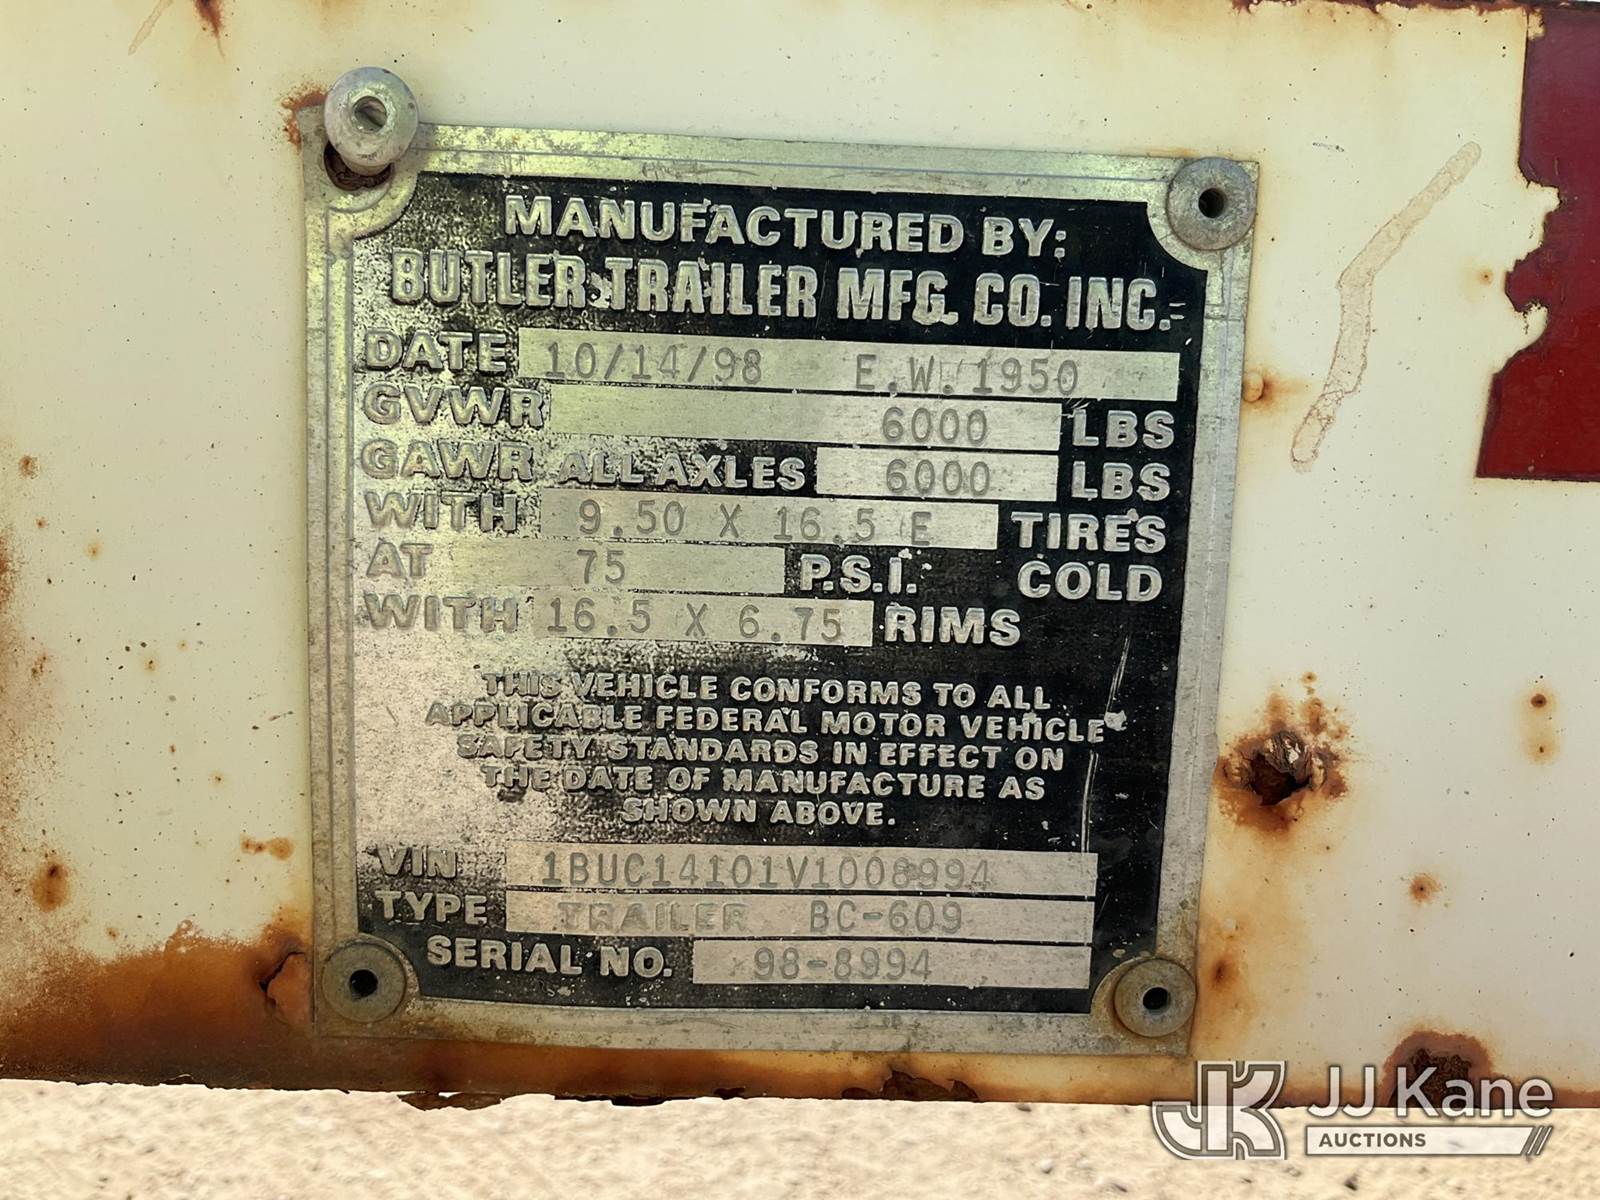 MANUFACTURED BY:
BUTLER TRAILER MFG. CO. INC.
DATE 10/14/98 E.W. 1950
GVWR 6000 LBS
GAWR ALL AXLES 6000 LBS
WITH 9.50 X 16.5 E TIRES
AT 75 P.S.I. COLD
WITH 16.5 X 6.75 RIMS
THIS VEHICLE CONFORMS TO ALL
APPLICABLE FEDERAL MOTOR VEHICLE
SAFETY STANDARDS IN EFFECT ON
THE DATE OF MANUFACTURE AS
SHOWN ABOVE.
VIN 1BUC14101V1008994
TYPE TRAILER BC-609
SERIAL NO. 98-8994
JK JJ Kane
AUCTIONS